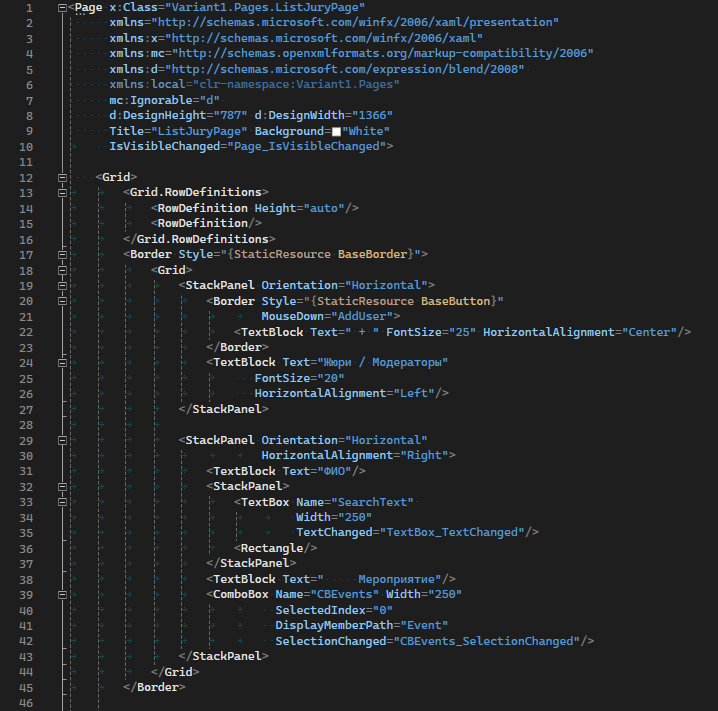 1 <Page x:Class="Variant1.Pages.ListJuryPage"
2 xmlns="http://schemas.microsoft.com/winfx/2006/xaml/presentation"
3 xmlns:x="http://schemas.microsoft.com/winfx/2006/xaml"
4 xmlns:mc="http://schemas.openxmlformats.org/markup-compatibility/2006"
5 xmlns:d="http://schemas.microsoft.com/expression/blend/2008"
6 xmlns:local="clr-namespace:Variant1.Pages"
7 mc:Ignorable="d"
8 d:DesignHeight="787" d:DesignWidth="1366"
9 Title="ListJuryPage" Background="White"
10 IsVisibleChanged="Page_IsVisibleChanged">
11
12 <Grid>
13 <Grid.RowDefinitions>
14 <RowDefinition Height="auto"/>
15 <RowDefinition/>
16 </Grid.RowDefinitions>
17 <Border Style="{StaticResource BaseBorder}">
18 <Grid>
19 <StackPanel Orientation="Horizontal">
20 <Border Style="{StaticResource BaseButton}"
21 MouseDown="AddUser">
22 <TextBlock Text=" + " FontSize="25" HorizontalAlignment="Center"/>
23 </Border>
24 <TextBlock Text="Жюри / Модераторы"
25 FontSize="20"
26 HorizontalAlignment="Left"/>
27 </StackPanel>
28
29 <StackPanel Orientation="Horizontal"
30 HorizontalAlignment="Right">
31 <TextBlock Text="ФИО"/>
32 <StackPanel>
33 <TextBox Name="SearchText"
34 Width="250"
35 TextChanged="TextBox_TextChanged"/>
36 <Rectangle/>
37 </StackPanel>
38 <TextBlock Text="     Мероприятие"/>
39 <ComboBox Name="CBEvents" Width="250"
40 SelectedIndex="0"
41 DisplayMemberPath="Event"
42 SelectionChanged="CBEvents_SelectionChanged"/>
43 </StackPanel>
44 </Grid>
45 </Border>
46